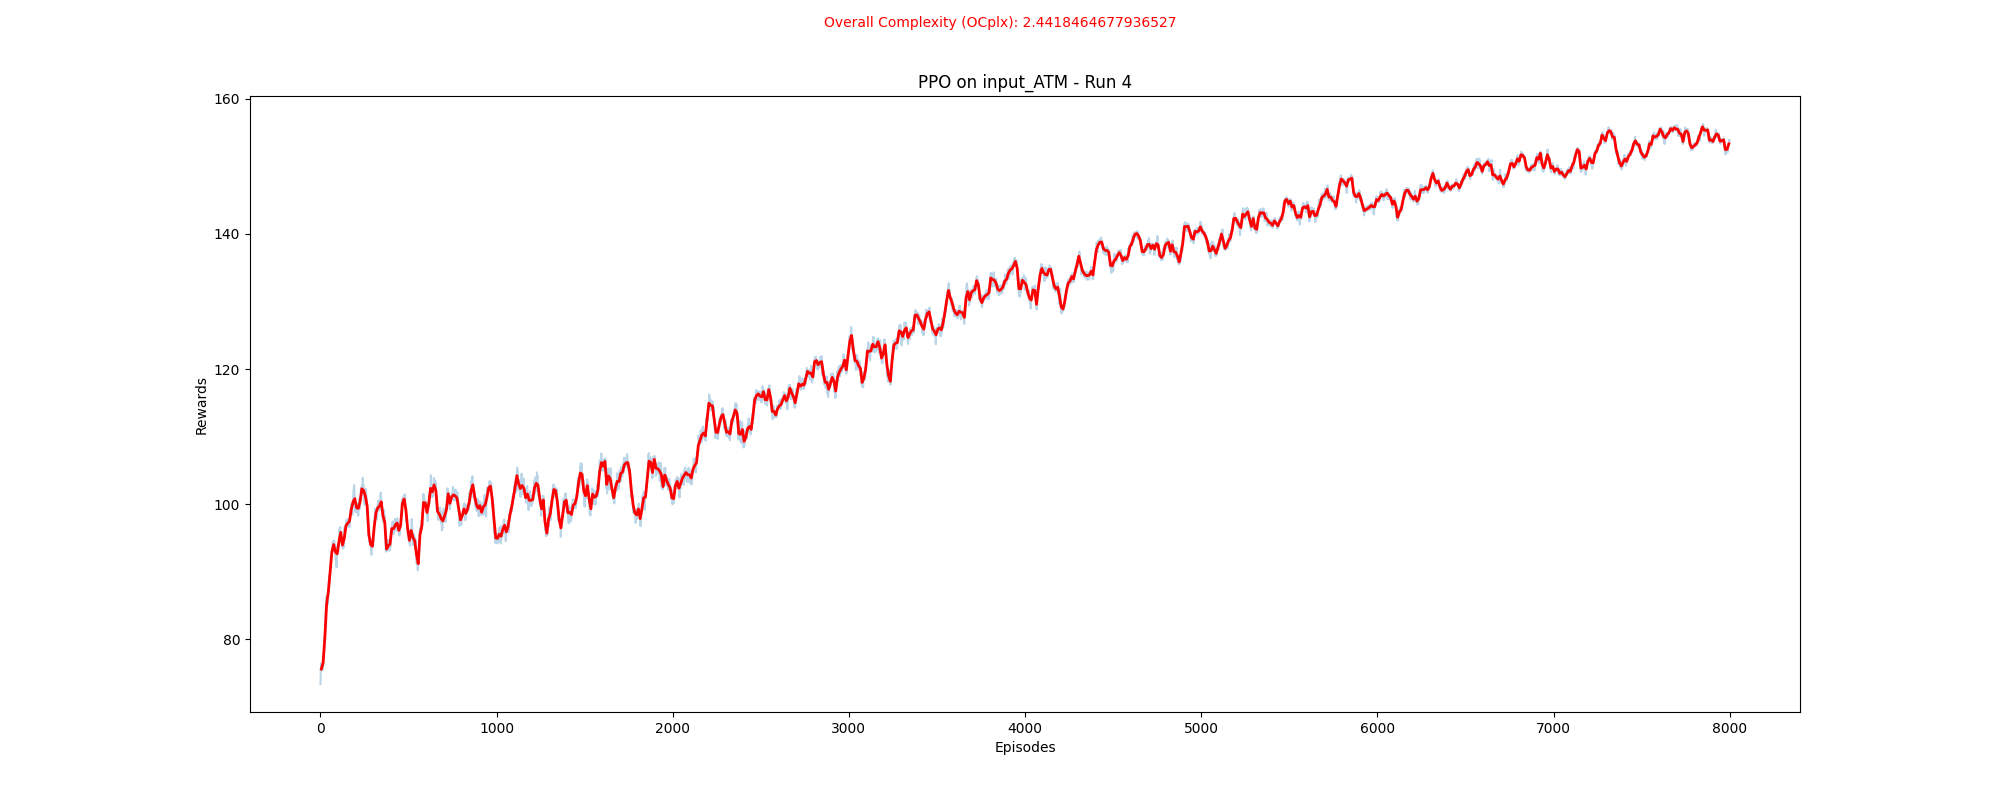 Overall Complexity (OCplx): 2.4418464677936527
PPO on input_ATM - Run 4
160
140
120
100
80
Rewards
0 1000 2000 3000 4000 5000 6000 7000 8000
Episodes